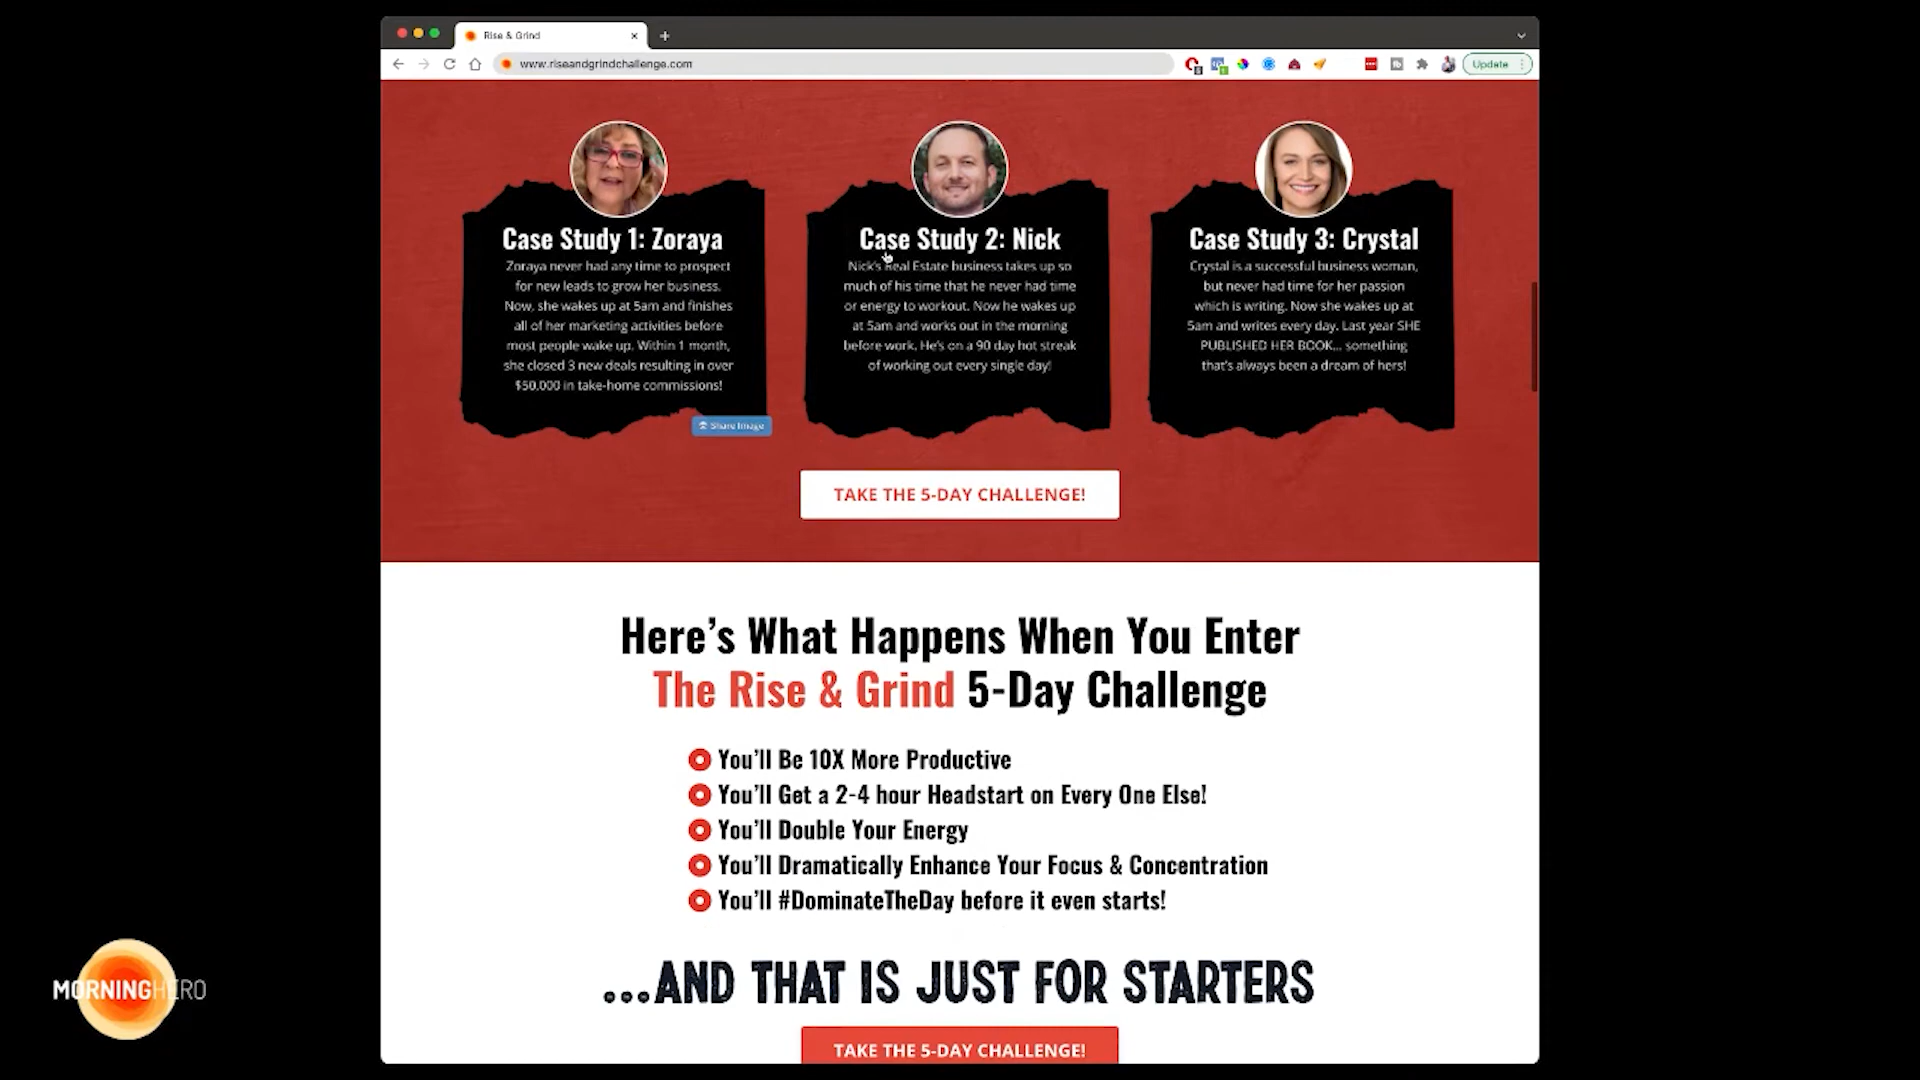 Rise & Grind
www.riseandgrindchallenge.com
Update
Case Study 1: Zoraya
Zoraya never had any time to prospect
for new leads to grow her business.
Now, she wakes up at 5am and finishes
all of her marketing activities before
most people wake up. Within 1 month,
she closed 3 new deals resulting in over
$50,000 in take-home commissions!
Share Image
Case Study 2: Nick
Nick's Real Estate business takes up so
much of his time that he never had time
or energy to workout. Now he wakes up
at 5am and works out in the morning
before work. He's on a 90 day hot streak
of working out every single day!
Case Study 3: Crystal
Crystal is a successful business woman,
but never had time for her passion
which is writing. Now she wakes up at
5am and writes every day. Last year SHE
PUBLISHED HER BOOK... something
that's always been a dream of hers!
TAKE THE 5-DAY CHALLENGE!
Here's What Happens When You Enter
The Rise & Grind 5-Day Challenge
You'll Be 10X More Productive
You'll Get a 2-4 hour Headstart on Every One Else!
You'll Double Your Energy
You'll Dramatically Enhance Your Focus & Concentration
You'll #DominateTheDay before it even starts!
...AND THAT IS JUST FOR STARTERS
TAKE THE 5-DAY CHALLENGE!
MORNINGHERO